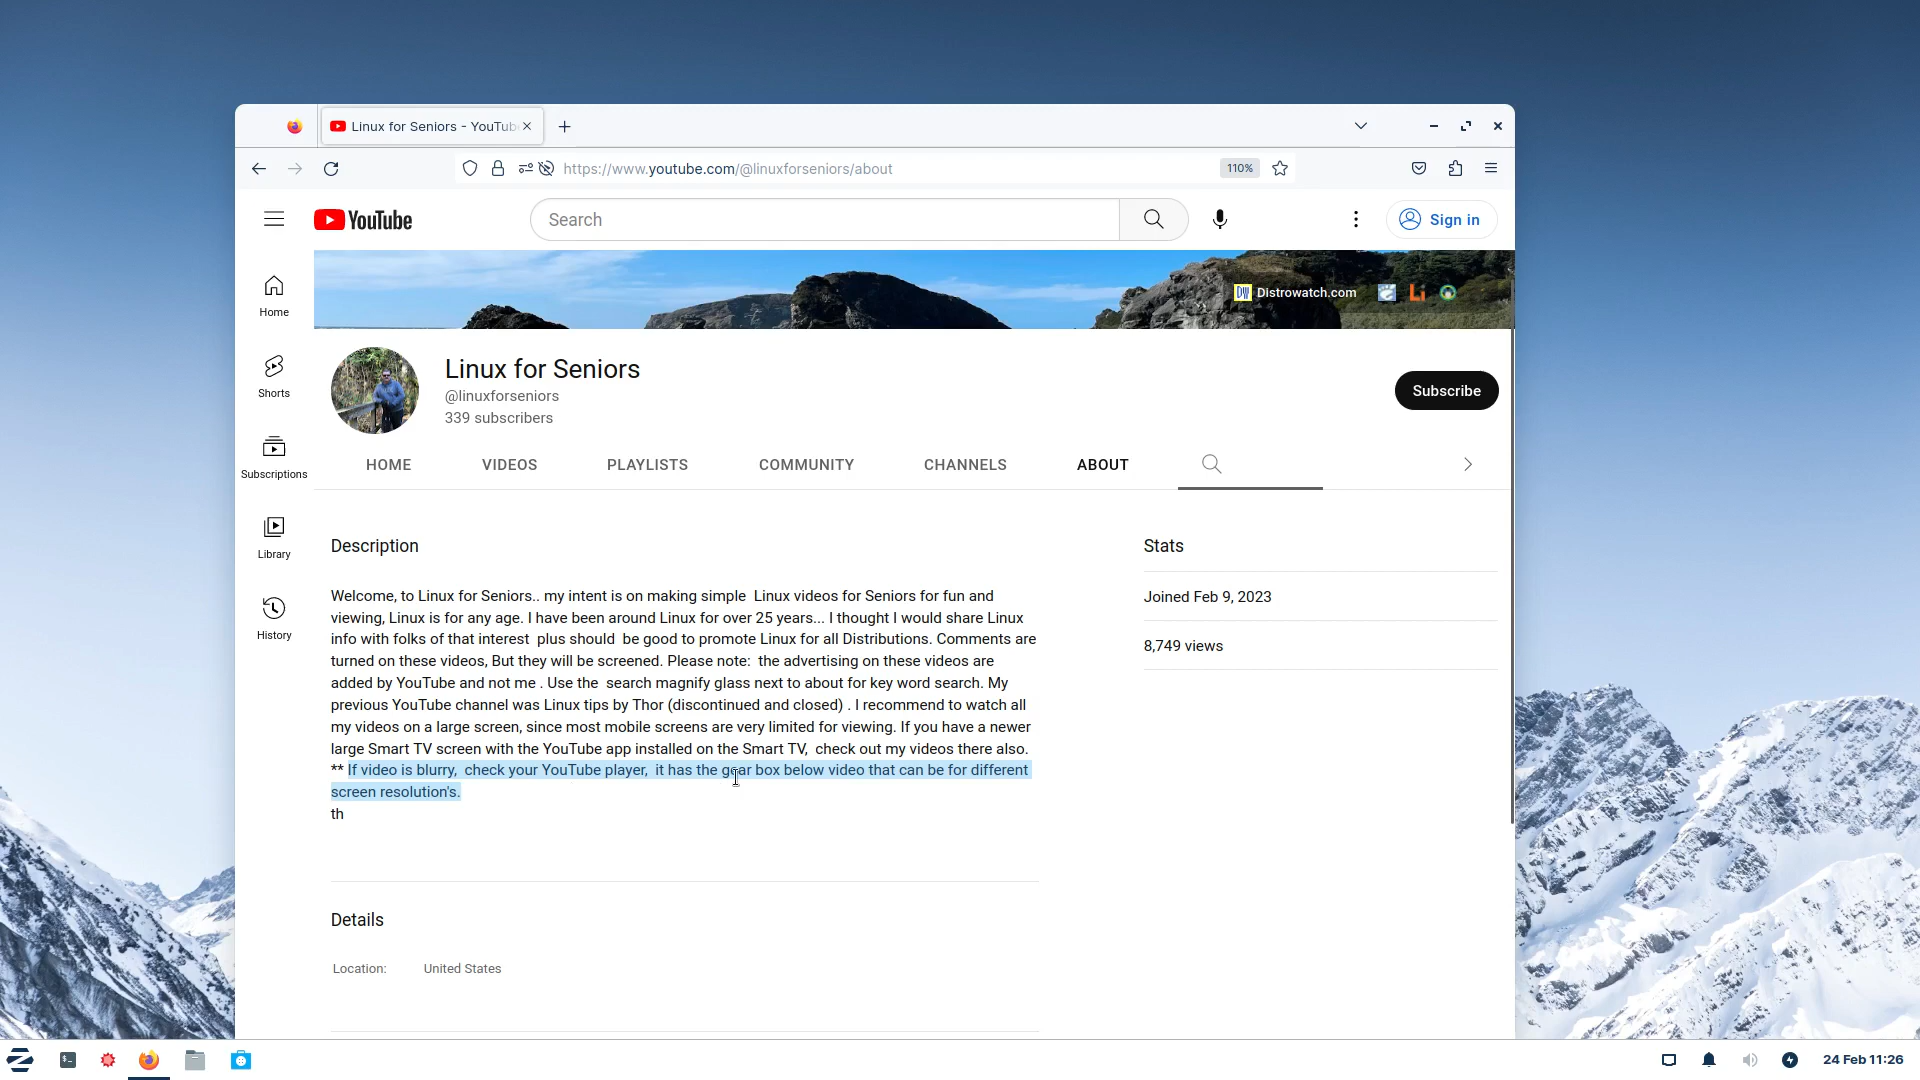 Linux for Seniors - YouTub
https://www.youtube.com/@linuxforseniors/about
110%
YouTube
Search
Sign in
Home
Shorts
Subscriptions
Library
History
Distrowatch.com
Linux for Seniors
@linuxforseniors
339 subscribers
Subscribe
HOME VIDEOS PLAYLISTS COMMUNITY CHANNELS ABOUT
Description
Welcome, to Linux for Seniors.. my intent is on making simple  Linux videos for Seniors for fun and
viewing, Linux is for any age. I have been around Linux for over 25 years... I thought I would share Linux
info with folks of that interest  plus should  be good to promote Linux for all Distributions. Comments are
turned on these videos, But they will be screened. Please note:  the advertising on these videos are
added by YouTube and not me . Use the  search magnify glass next to about for key word search. My
previous YouTube channel was Linux tips by Thor (discontinued and closed) . I recommend to watch all
my videos on a large screen, since most mobile screens are very limited for viewing. If you have a newer
large Smart TV screen with the YouTube app installed on the Smart TV,  check out my videos there also.
** If video is blurry,  check your YouTube player,  it has the gear box below video that can be for different
screen resolution's.
th
Stats
Joined Feb 9, 2023
8,749 views
Details
Location: United States
24 Feb 11:26